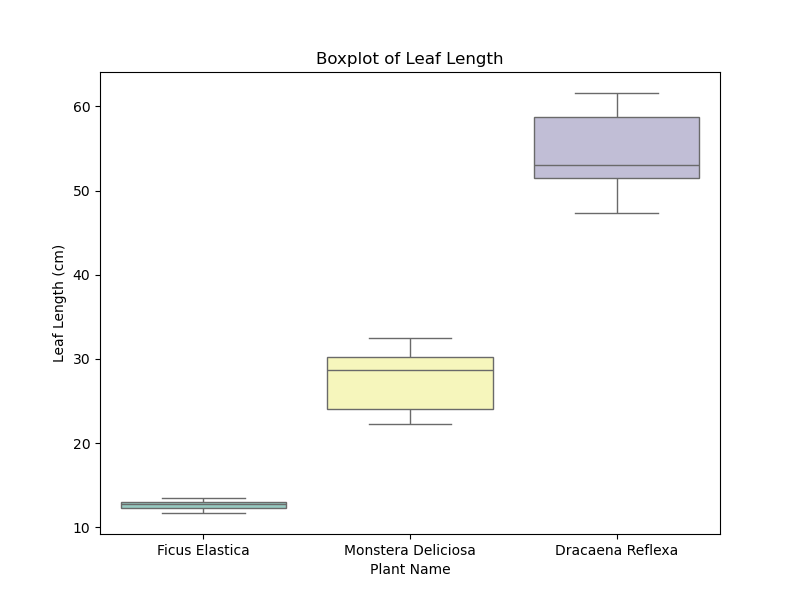 Boxplot of Leaf Length
Leaf Length (cm)
60
50
40
30
20
10
Ficus Elastica
Monstera Deliciosa
Dracaena Reflexa
Plant Name